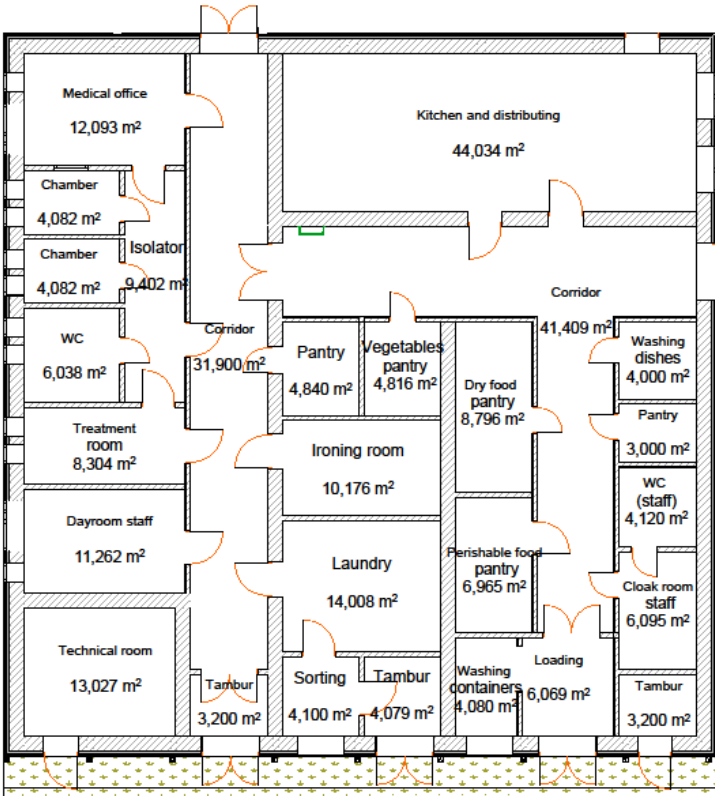 Medical office
12,093 m²
Kitchen and distributing
44,034 m²
Chamber
4,082 m²
Isolator
9,402 m²
Chamber
4,082 m²
WC
6,038 m²
Corridor
31,900 m²
Corridor
41,409 m²
Pantry
4,840 m²
Vegetables
pantry
4,816 m²
Dry food
pantry
8,796 m²
Washing
dishes
4,000 m²
Pantry
3,000 m²
Treatment
room
8,304 m²
Ironing room
10,176 m²
WC
(staff)
4,120 m²
Dayroom staff
11,262 m²
Laundry
14,008 m²
Perishable food
pantry
6,965 m²
Cloak room
staff
6,095 m²
Technical room
13,027 m²
Tambur
3,200 m²
Sorting
4,100 m²
Tambur
4,079 m²
Washing
containers
4,080 m²
Loading
6,069 m²
Tambur
3,200 m²